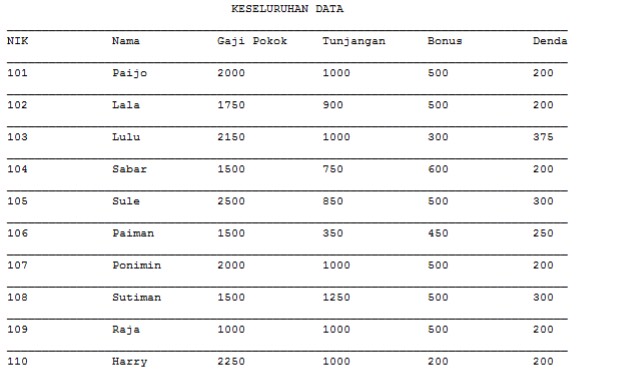 KESELURUHAN DATA
NIK Nama Gaji Pokok Tunjangan Bonus Denda
101 Paijo 2000 1000 500 200
102 Lala 1750 900 500 200
103 Lulu 2150 1000 300 375
104 Sabar 1500 750 600 200
105 Sule 2500 850 500 300
106 Paiman 1500 350 450 250
107 Ponimin 2000 1000 500 200
108 Sutiman 1500 1250 500 300
109 Raja 1000 1000 500 200
110 Harry 2250 1000 200 200